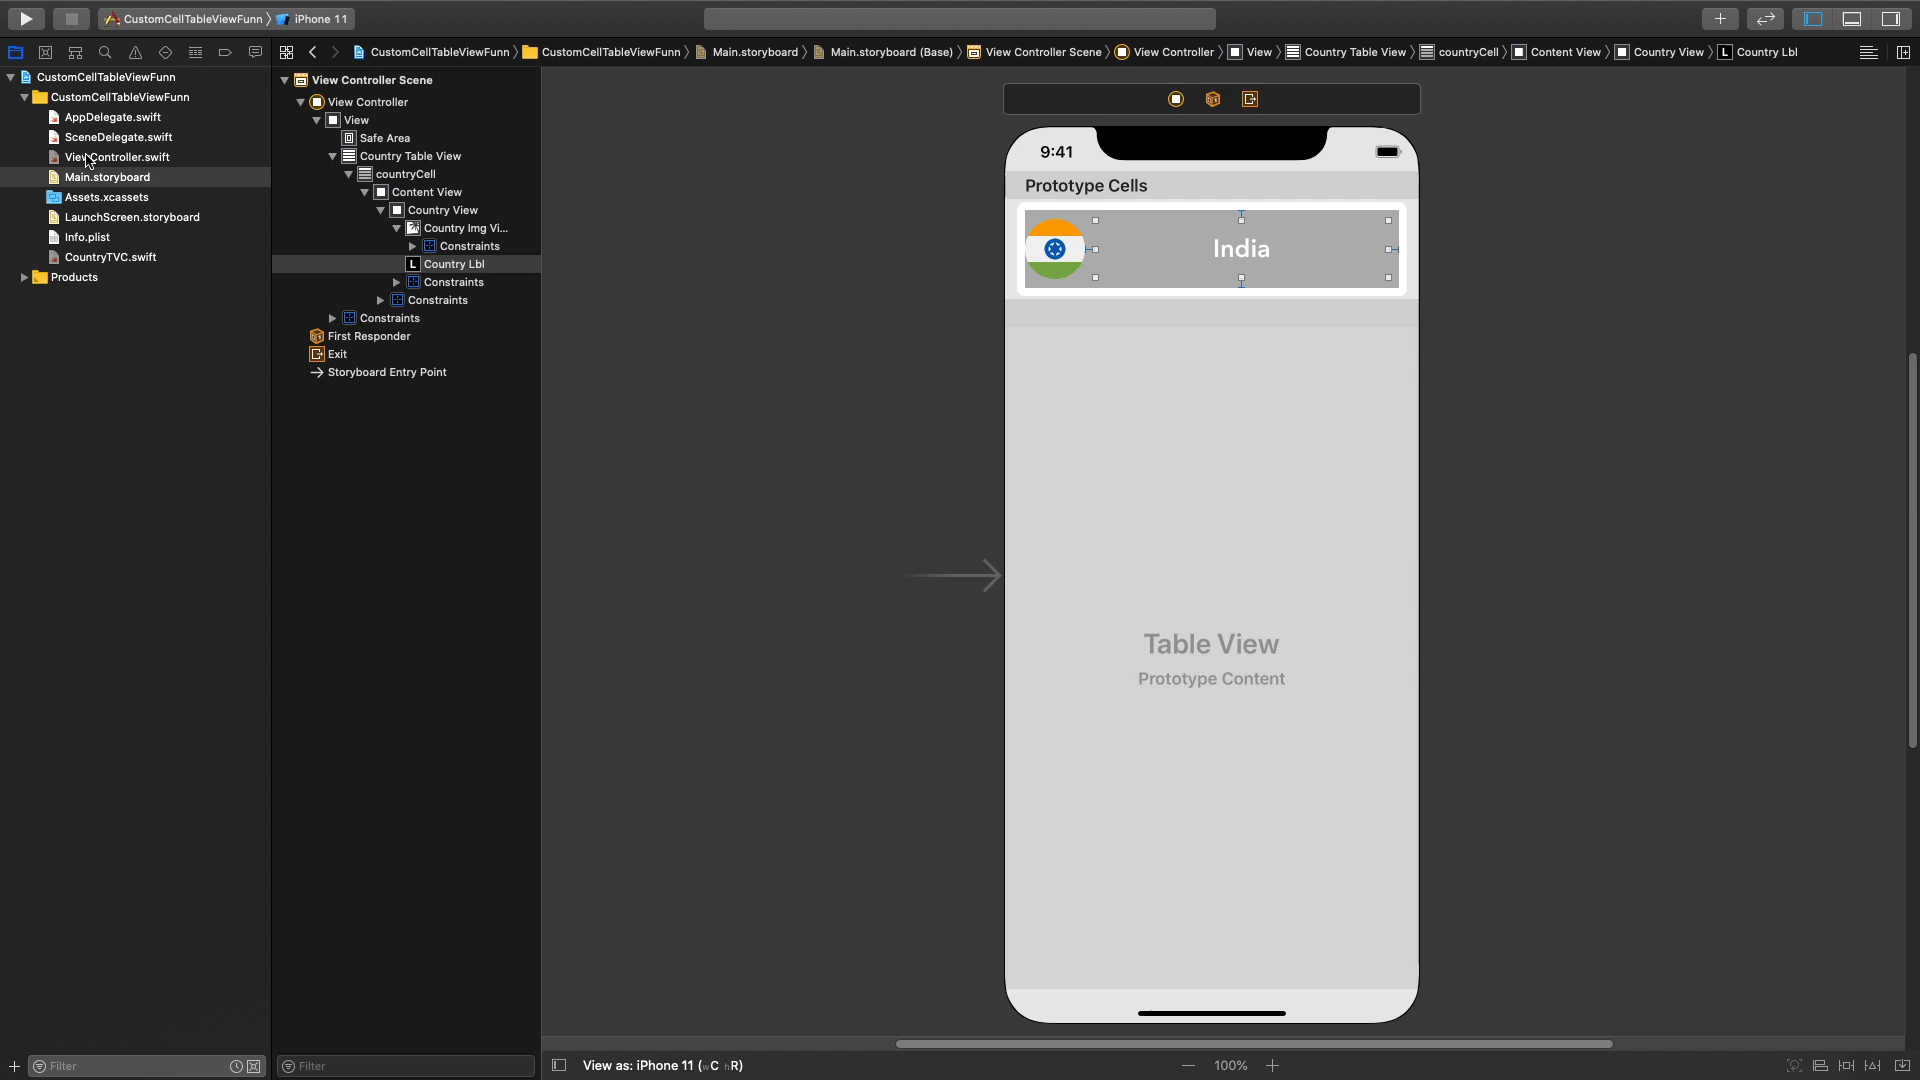 CustomCellTableViewFunn 〉 iPhone 11
CustomCellTableViewFunn 〉 CustomCellTableViewFunn 〉 Main.storyboard 〉 Main.storyboard (Base) 〉 View Controller Scene 〉 View Controller 〉 View 〉 Country Table View 〉 countryCell 〉 Content View 〉 Country View 〉 L Country Lbl
CustomCellTableViewFunn
CustomCellTableViewFunn
AppDelegate.swift
SceneDelegate.swift
ViewController.swift
Main.storyboard
Assets.xcassets
LaunchScreen.storyboard
Info.plist
CountryTVC.swift
Products
Filter
View Controller Scene
View Controller
View
Safe Area
Country Table View
countryCell
Content View
Country View
Country Img Vi...
Constraints
L Country Lbl
Constraints
Constraints
Constraints
First Responder
Exit
Storyboard Entry Point
Filter
9:41
Prototype Cells
India
Table View
Prototype Content
View as: iPhone 11 (wC hR)
100%